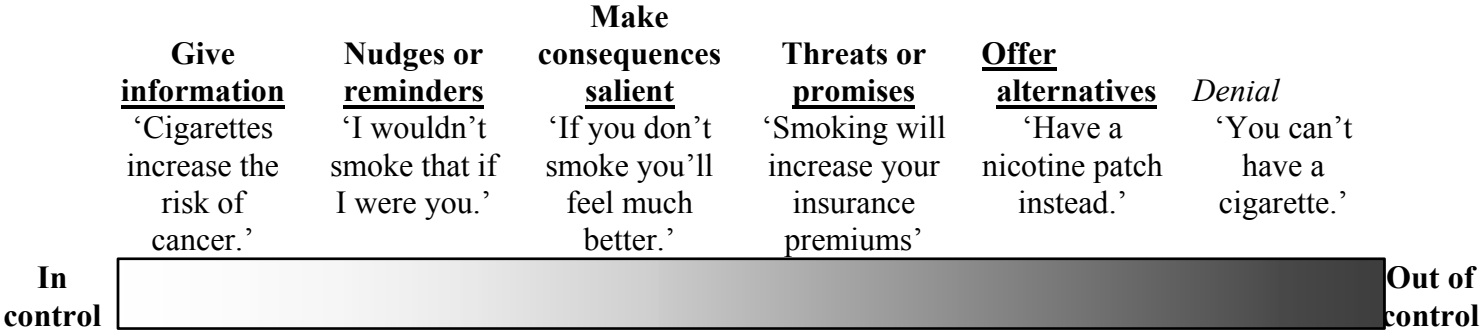 Give
information
'Cigarettes
increase the
risk of
cancer.'
Nudges or
reminders
'I wouldn't
smoke that if
I were you.'
Make
consequences
salient
'If you don't
smoke you'll
feel much
better.'
Threats or
promises
'Smoking will
increase your
insurance
premiums'
Offer
alternatives
'Have a
nicotine patch
instead.'
Denial
'You can't
have a
cigarette.'
In
control
Out of
control